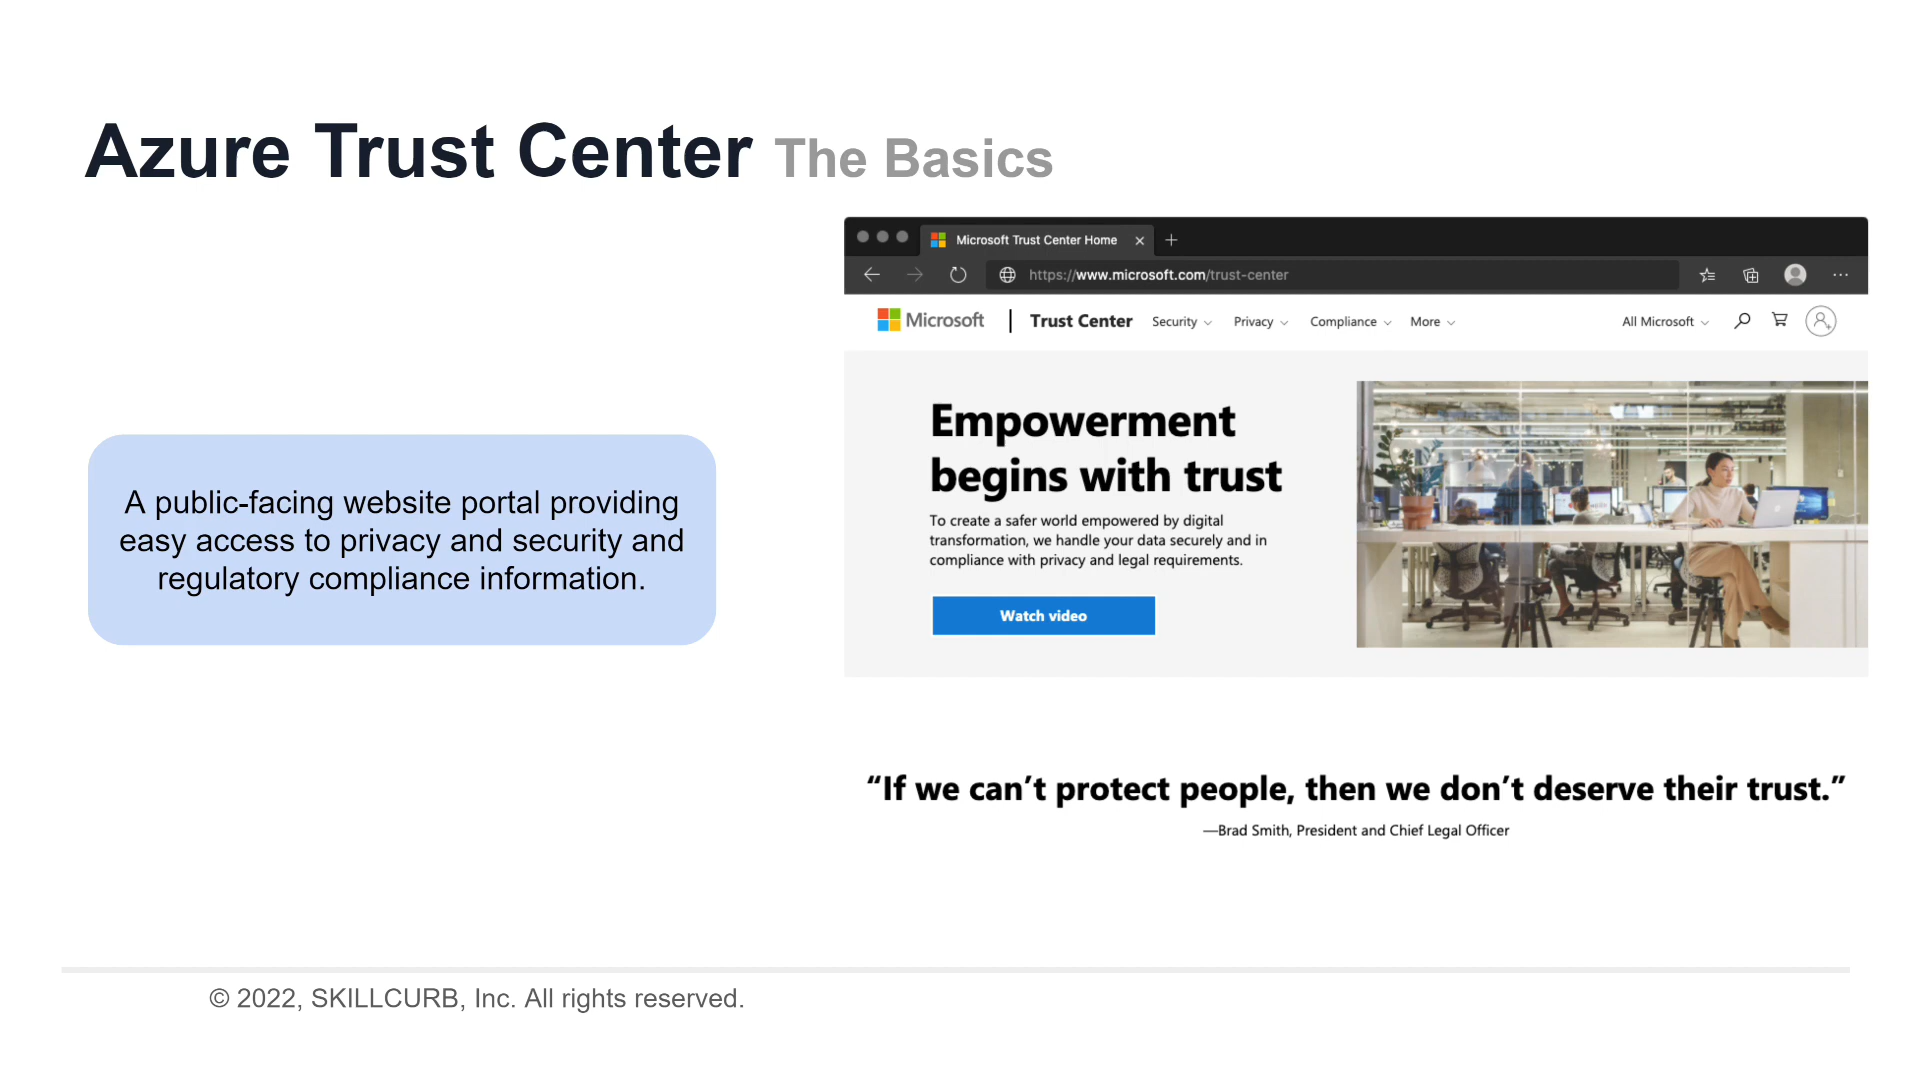 Azure Trust Center The Basics
A public-facing website portal providing
easy access to privacy and security and
regulatory compliance information.
Microsoft Trust Center Home
https://www.microsoft.com/trust-center
Microsoft | Trust Center Security Privacy Compliance More All Microsoft
Empowerment
begins with trust
To create a safer world empowered by digital
transformation, we handle your data securely and in
compliance with privacy and legal requirements.
Watch video
“If we can’t protect people, then we don’t deserve their trust.”
—Brad Smith, President and Chief Legal Officer
© 2022, SKILLCURB, Inc. All rights reserved.